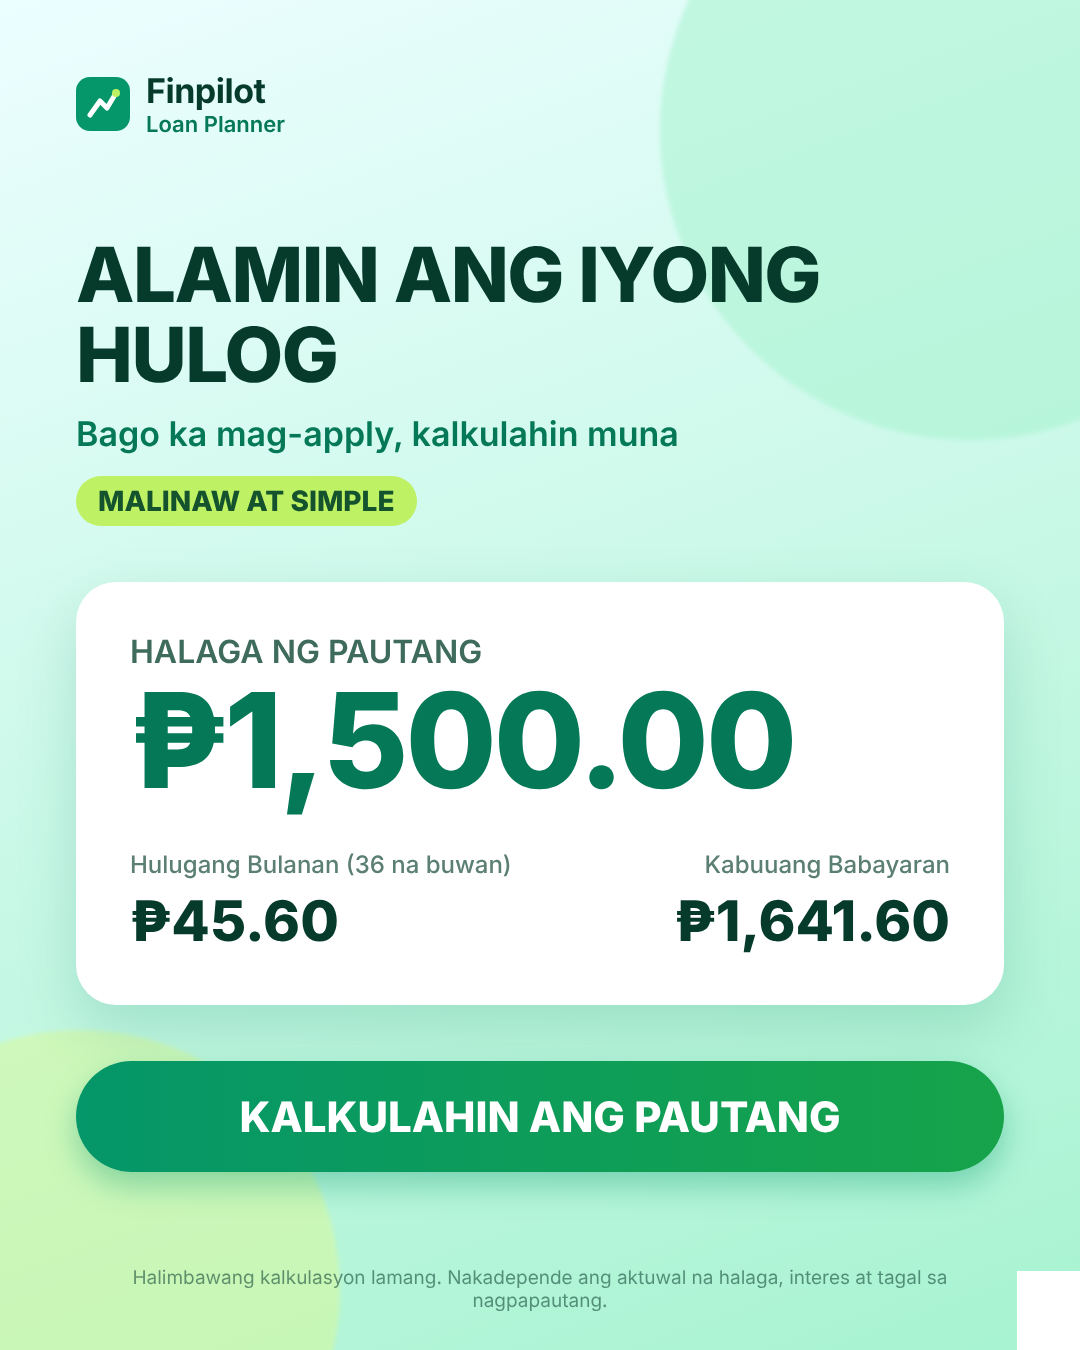 Finpilot
Loan Planner
ALAMIN ANG IYONG
HULOG
Bago ka mag-apply, kalkulahin muna
MALINAW AT SIMPLE
HALAGA NG PAUTANG
₱1,500.00
Hulugang Bulanan (36 na buwan)
₱45.60
Kabuuang Babayaran
₱1,641.60
KALKULAHIN ANG PAUTANG
Halimbawang kalkulasyon lamang. Nakadepende ang aktuwal na halaga, interes at tagal sa
nagpapautang.